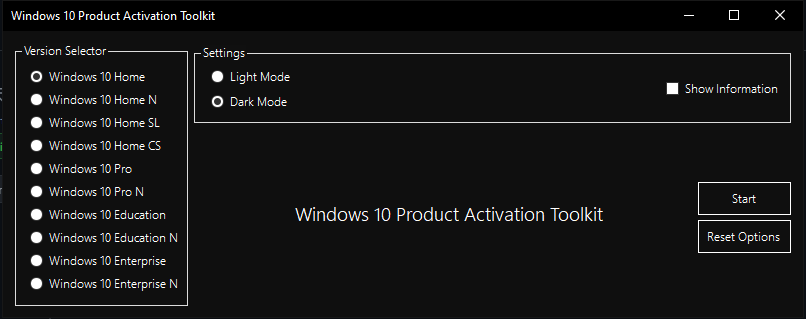 Windows 10 Product Activation Toolkit
Version Selector
Windows 10 Home
Windows 10 Home N
Windows 10 Home SL
Windows 10 Home CS
Windows 10 Pro
Windows 10 Pro N
Windows 10 Education
Windows 10 Education N
Windows 10 Enterprise
Windows 10 Enterprise N
Settings
Light Mode
Dark Mode
Show Information
Windows 10 Product Activation Toolkit
Start
Reset Options